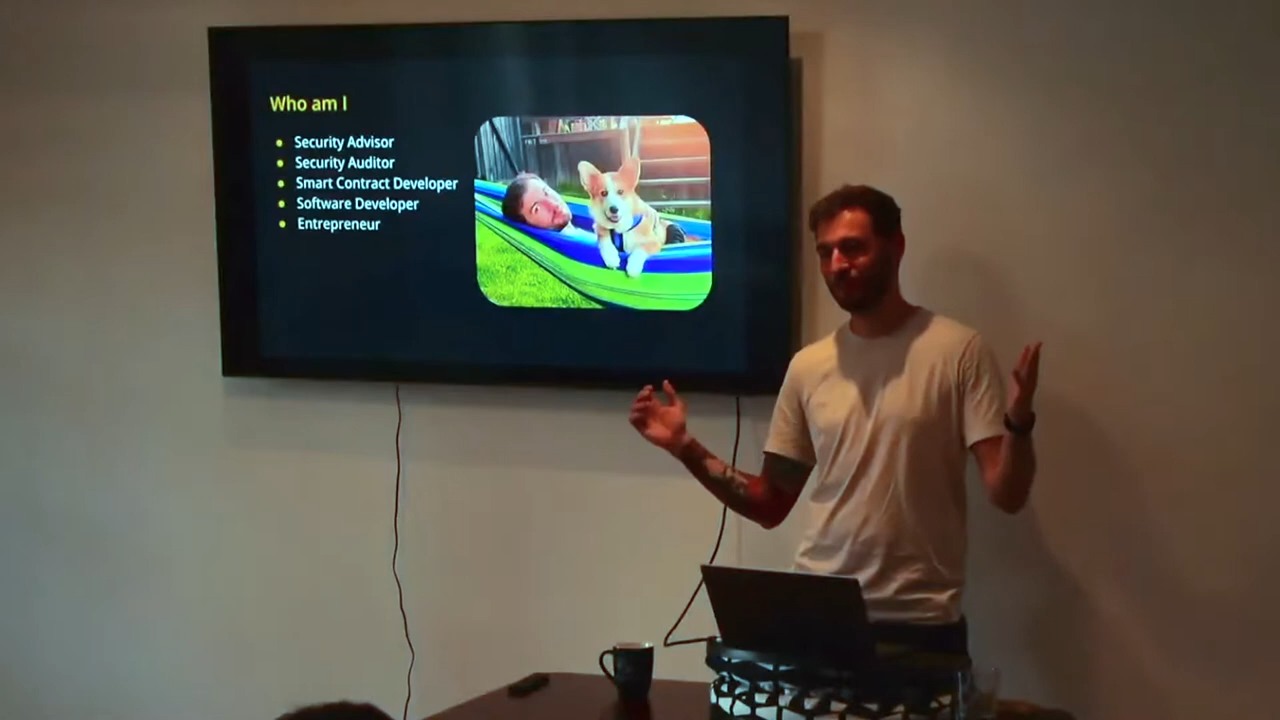 Who am I
Security Advisor
Security Auditor
Smart Contract Developer
Software Developer
Entrepreneur